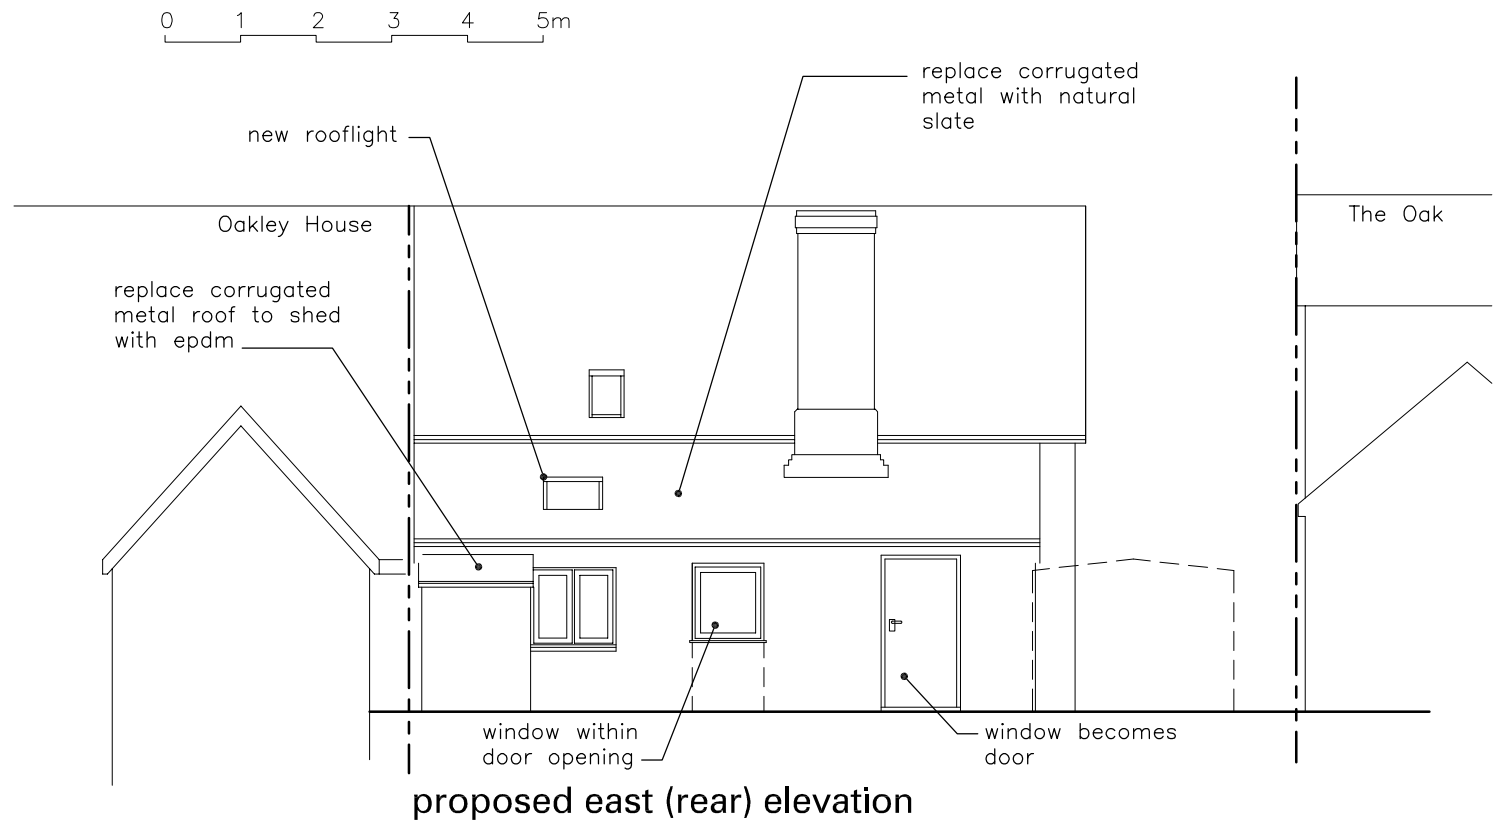 0 1 2 3 4 5m
replace corrugated
metal with natural
slate
new rooflight
Oakley House
The Oak
replace corrugated
metal roof to shed
with epdm
window within
door opening
window becomes
door
proposed east (rear) elevation